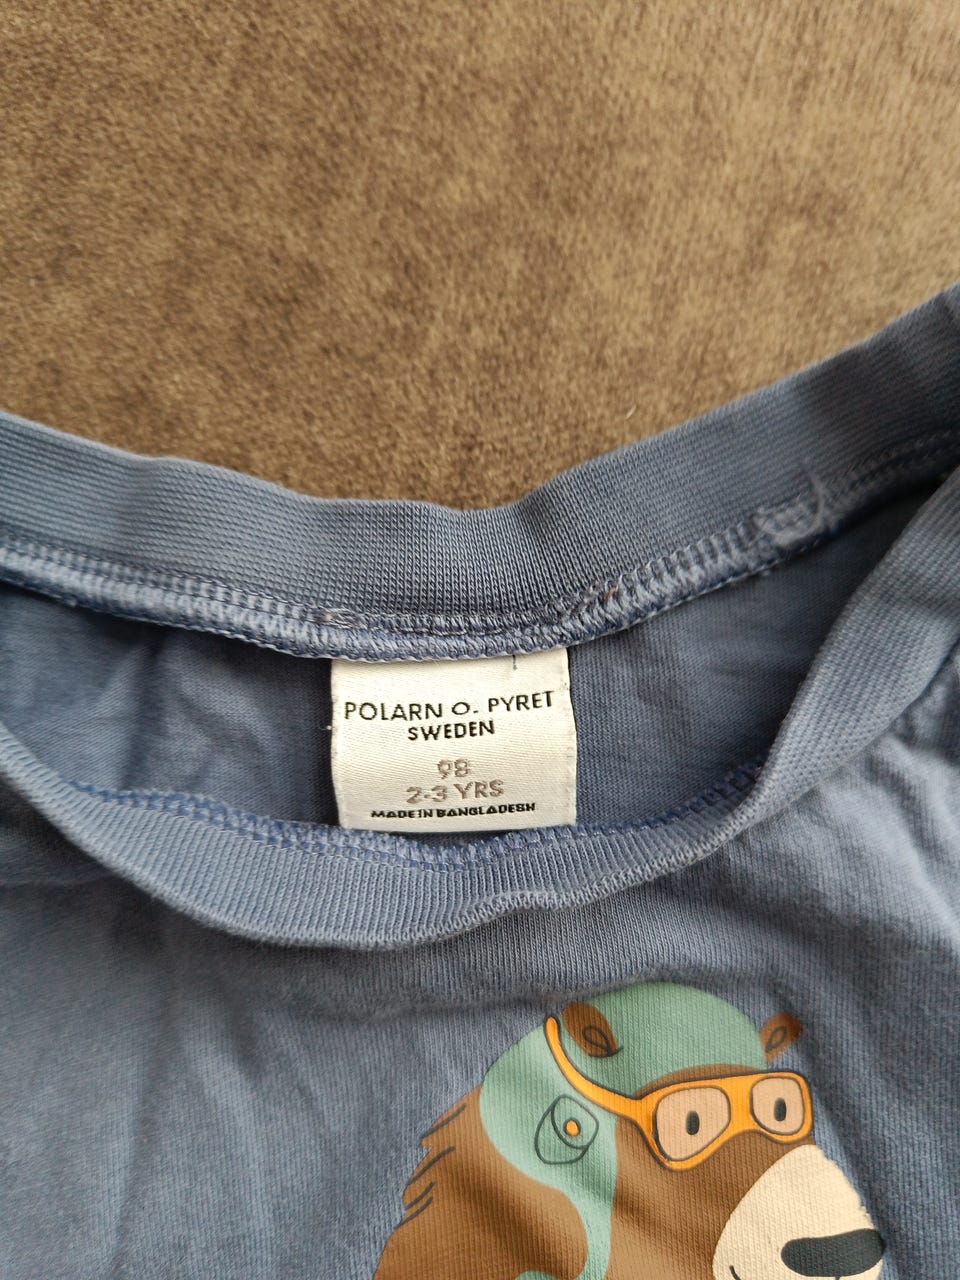 POLARN O. PYRET
SWEDEN
98
2-3 YRS
MADE IN BANGLADESH